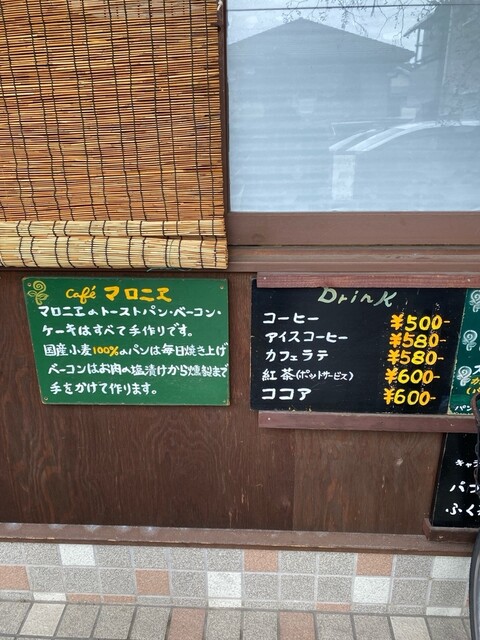 Café マロニエ
マロニエのトーストパン・ベーコン・
ケーキはすべて手作りです。
国産小麦100%のパンは毎日焼き上げ
ベーコンはお肉の塩漬けから燻製まで
手をかけて作ります。
Drink
コーヒー ¥500-
アイスコーヒー ¥580-
カフェラテ ¥580-
紅茶(ポットサービス) ¥600-
ココア ¥600-